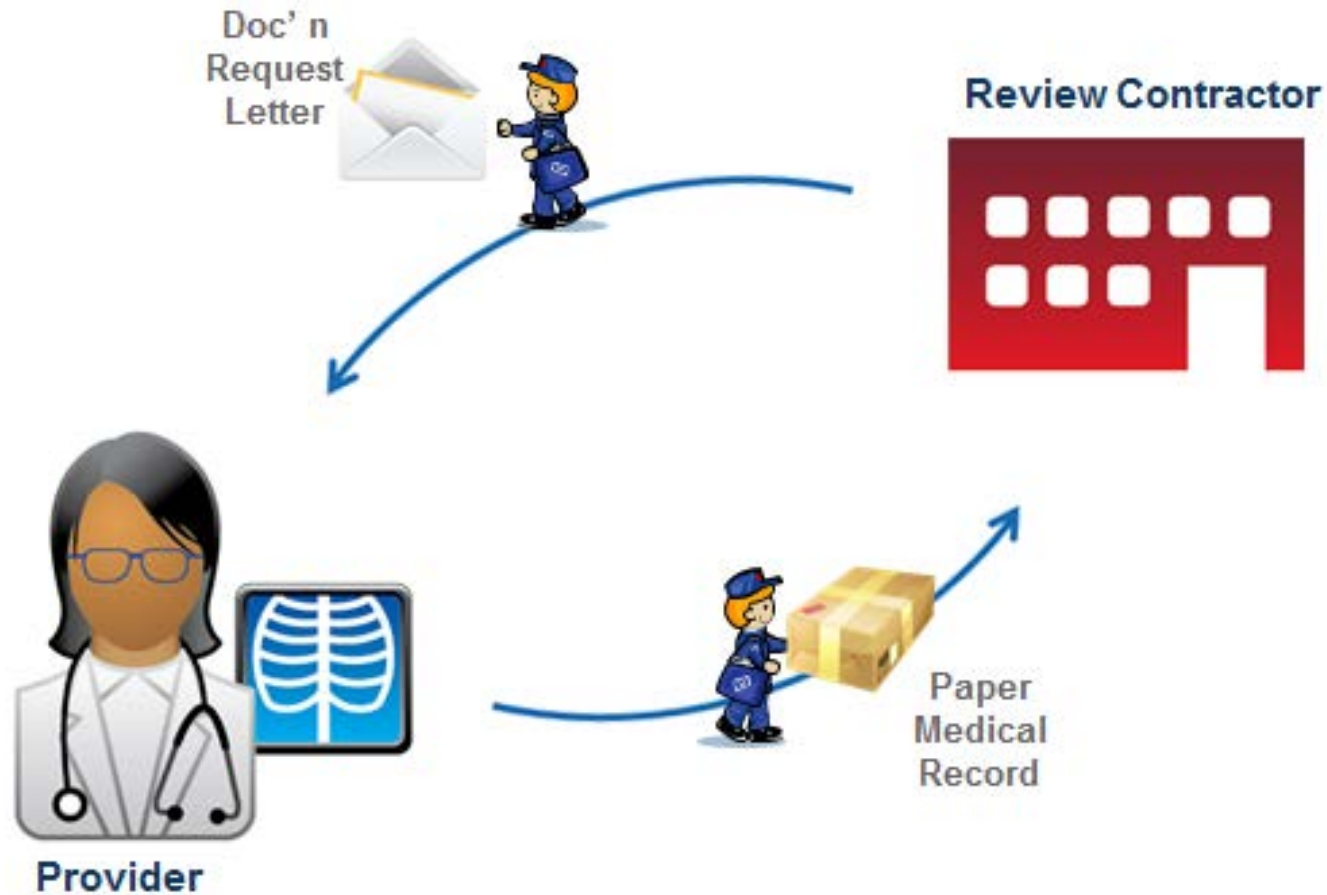 Doc' n
Request
Letter
Review Contractor
Paper
Medical
Record
Provider